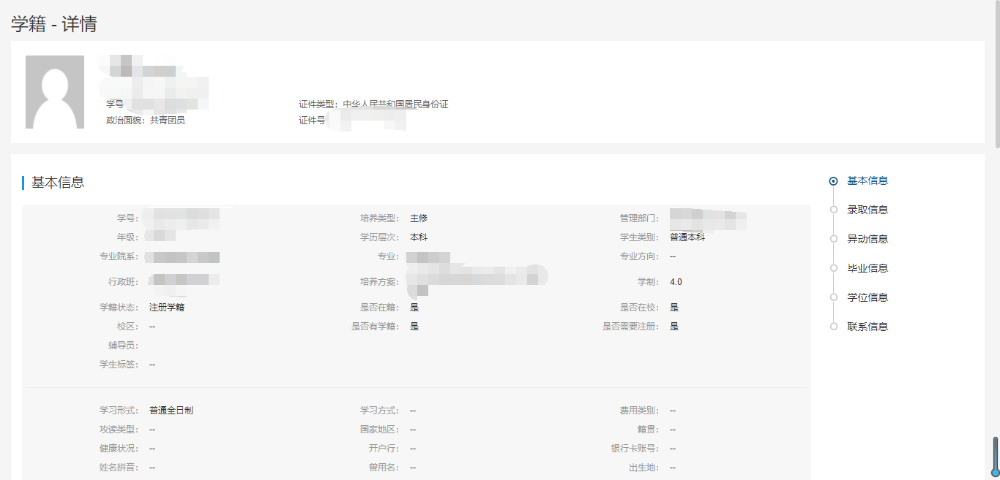 学籍 - 详情
学号
证件类型：中华人民共和国居民身份证
政治面貌：共青团员
证件号
基本信息
学号：
培养类型：主修
管理部门：
年级：
学历层次：本科
学生类别：普通本科
专业院系：
专业：
专业方向：--
行政班：
培养方案：
学制：4.0
学籍状态：注册学籍
是否在籍：是
是否在校：是
校区：--
是否有学籍：是
是否需要注册：是
辅导员：
学生标签：--
学习形式：普通全日制
学习方式：--
费用类别：--
攻读类型：--
国家地区：--
籍贯：--
健康状况：--
开户行：--
银行卡账号：--
姓名拼音：--
曾用名：--
出生地：--
基本信息
录取信息
异动信息
毕业信息
学位信息
联系信息